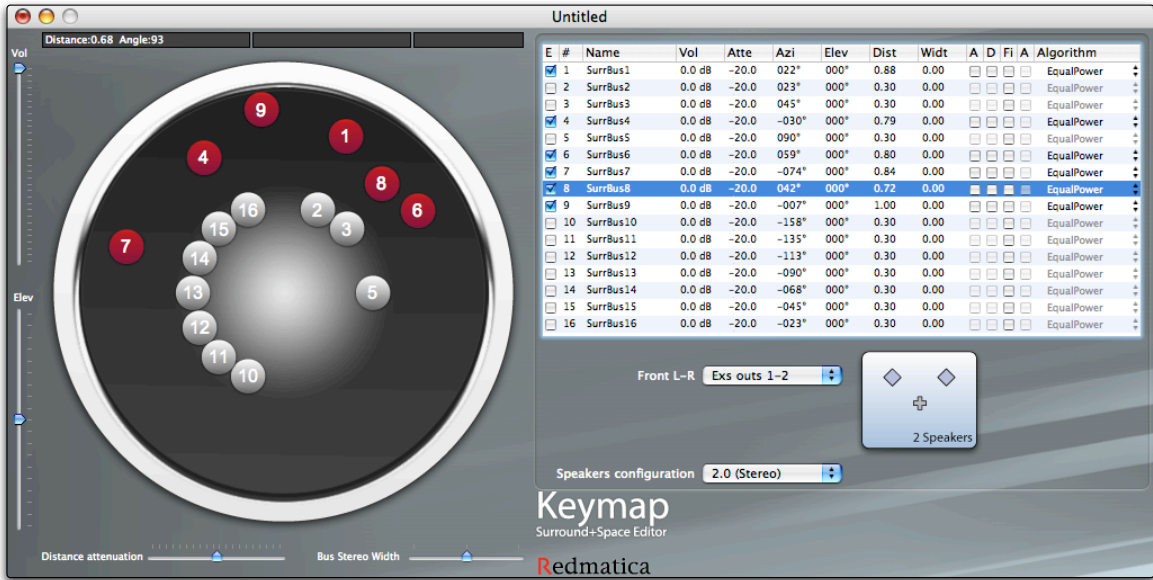 Untitled
Distance:0.68 Angle:93
Vol
Elev
9
1
4
8
6
7
16
2
15
3
14
13
5
12
11
10
Distance attenuation
Bus Stereo Width
E # Name Vol Atte Azi Elev Dist Widt A D Fi A Algorithm
1 SurrBus1 0.0 dB -20.0 022° 000° 0.88 0.00 EqualPower
2 SurrBus2 0.0 dB -20.0 023° 000° 0.30 0.00 EqualPower
3 SurrBus3 0.0 dB -20.0 045° 000° 0.30 0.00 EqualPower
4 SurrBus4 0.0 dB -20.0 -030° 000° 0.79 0.00 EqualPower
5 SurrBus5 0.0 dB -20.0 090° 000° 0.30 0.00 EqualPower
6 SurrBus6 0.0 dB -20.0 059° 000° 0.80 0.00 EqualPower
7 SurrBus7 0.0 dB -20.0 -074° 000° 0.84 0.00 EqualPower
8 SurrBus8 0.0 dB -20.0 042° 000° 0.72 0.00 EqualPower
9 SurrBus9 0.0 dB -20.0 -007° 000° 1.00 0.00 EqualPower
10 SurrBus10 0.0 dB -20.0 -158° 000° 0.30 0.00 EqualPower
11 SurrBus11 0.0 dB -20.0 -135° 000° 0.30 0.00 EqualPower
12 SurrBus12 0.0 dB -20.0 -113° 000° 0.30 0.00 EqualPower
13 SurrBus13 0.0 dB -20.0 -090° 000° 0.30 0.00 EqualPower
14 SurrBus14 0.0 dB -20.0 -068° 000° 0.30 0.00 EqualPower
15 SurrBus15 0.0 dB -20.0 -045° 000° 0.30 0.00 EqualPower
16 SurrBus16 0.0 dB -20.0 -023° 000° 0.30 0.00 EqualPower
Front L-R Exs outs 1-2
2 Speakers
Speakers configuration 2.0 (Stereo)
Keymap
Surround+Space Editor
Redmatica